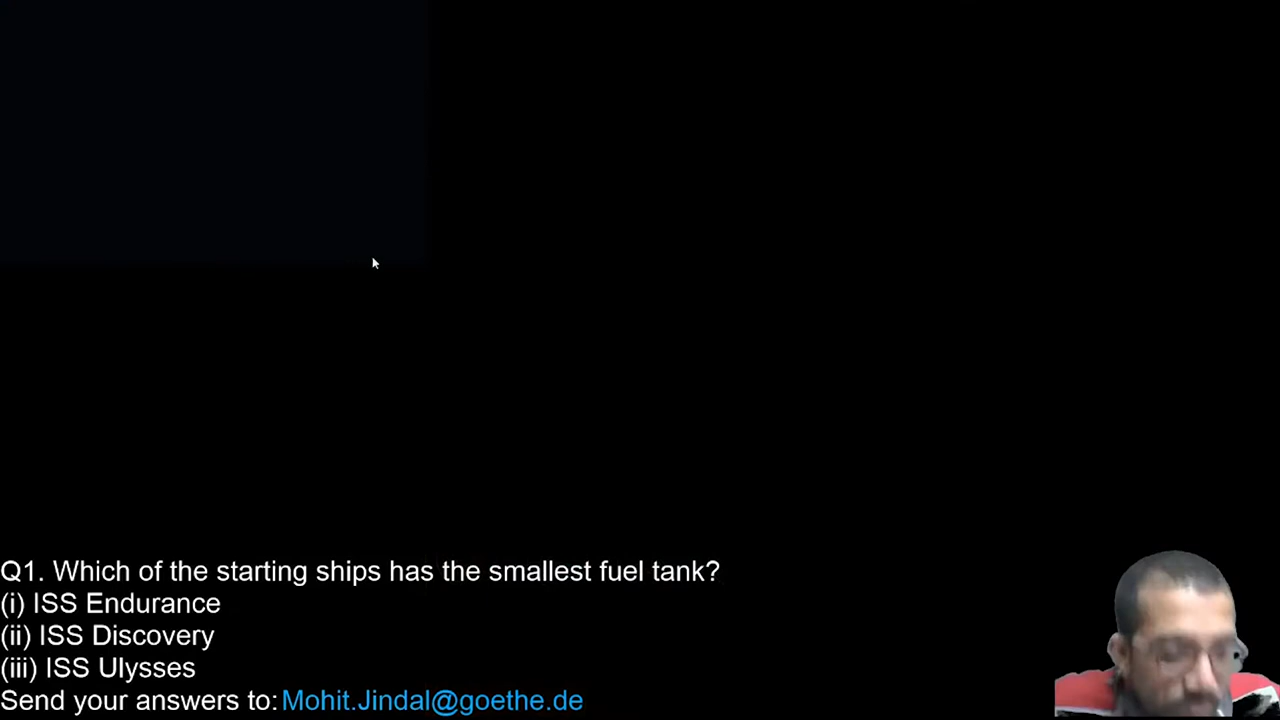 Q1. Which of the starting ships has the smallest fuel tank?
(i) ISS Endurance
(ii) ISS Discovery
(iii) ISS Ulysses
Send your answers to: Mohit.Jindal@goethe.de